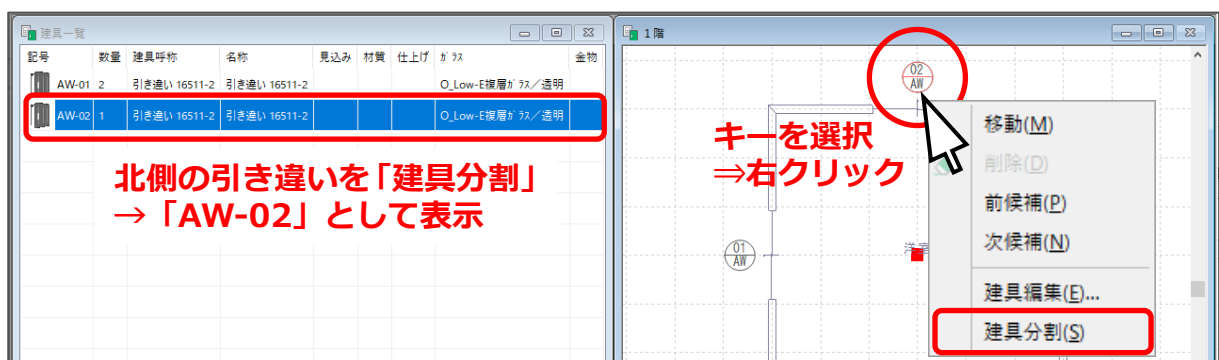 建具一覧
記号 数量 建具呼称 名称 見込み 材質 仕上げ ガラス 金物
AW-01 2 引き違い 16511-2 引き違い 16511-2 O_Low-E複層ガラス/透明
AW-02 1 引き違い 16511-2 引き違い 16511-2 O_Low-E複層ガラス/透明
北側の引き違いを「建具分割」
→「AW-02」として表示
1階
02
AW
キーを選択
⇒右クリック
01
AW
洋室
移動(M)
削除(D)
前候補(P)
次候補(N)
建具編集(E)...
建具分割(S)